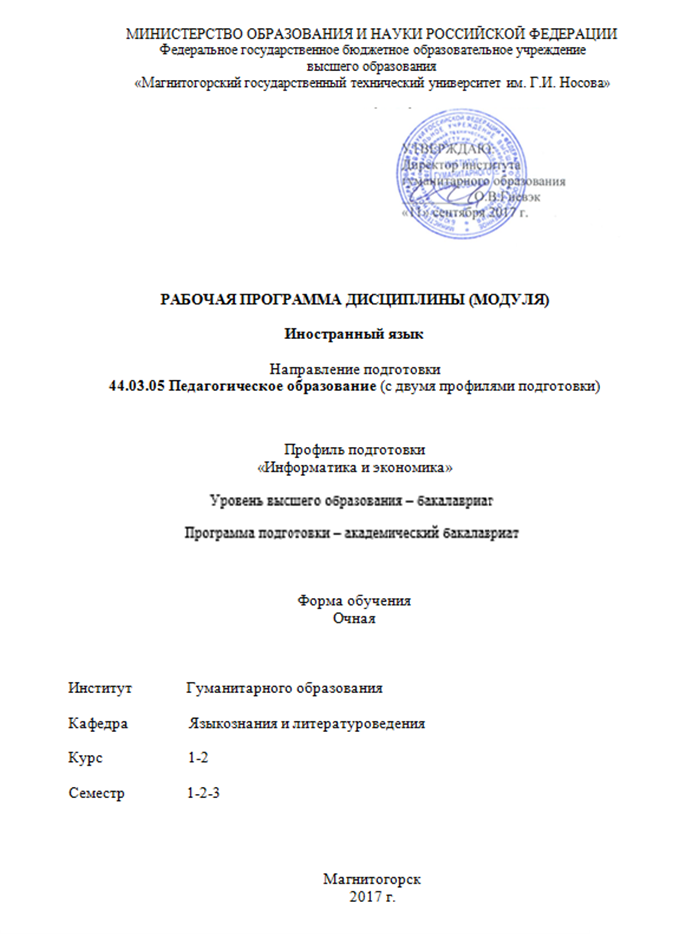 МИНИСТЕРСТВО ОБРАЗОВАНИЯ И НАУКИ РОССИЙСКОЙ ФЕДЕРАЦИИ
Федеральное государственное бюджетное образовательное учреждение
высшего образования
«Магнитогорский государственный технический университет им. Г.И. Носова»
УТВЕРЖДАЮ:
Директор института
гуманитарного образования
О.В.Гневэк
«11» сентября 2017 г.
РАБОЧАЯ ПРОГРАММА ДИСЦИПЛИНЫ (МОДУЛЯ)
Иностранный язык
Направление подготовки
44.03.05 Педагогическое образование (с двумя профилями подготовки)
Профиль подготовки
«Информатика и экономика»
Уровень высшего образования – бакалавриат
Программа подготовки – академический бакалавриат
Форма обучения
Очная
Институт Гуманитарного образования
Кафедра Языкознания и литературоведения
Курс 1-2
Семестр 1-2-3
Магнитогорск
2017 г.